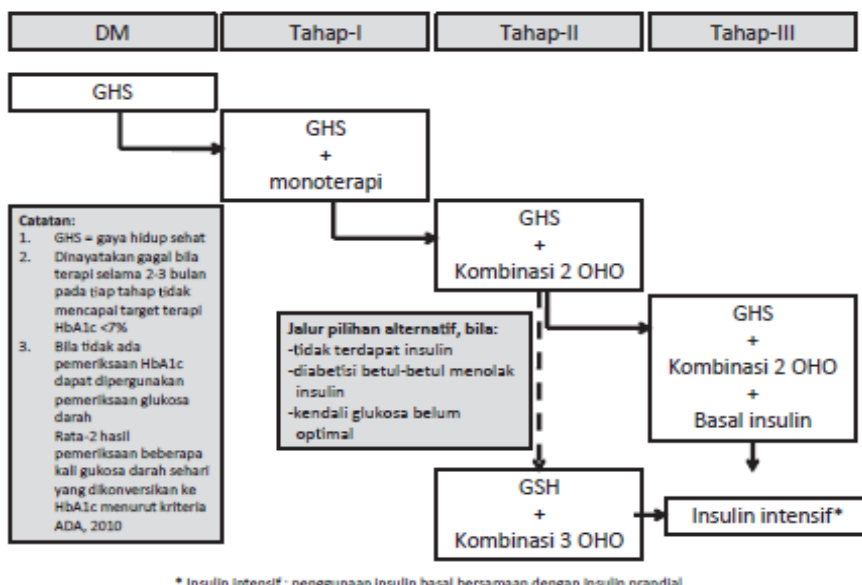 DM
Tahap-I
Tahap-II
Tahap-III
GHS
GHS
+
monoterapi
GHS
+
Kombinasi 2 OHO
GHS
+
Kombinasi 2 OHO
+
Basal insulin
Catatan:
1. GHS = gaya hidup sehat
2. Dinayatakan gagal bila
terapi selama 2-3 bulan
pada tiap tahap tidak
mencapai target terapi
HbA1c <7%
3. Bila tidak ada
pemeriksaan HbA1c
dapat dipergunakan
pemeriksaan glukosa
darah
Rata-2 hasil
pemeriksaan beberapa
kali gukosa darah sehari
yang dikonversikan ke
HbA1c menurut kriteria
ADA, 2010
Jalur pilihan alternatif, bila:
-tidak terdapat insulin
-diabetisi betul-betul menolak
insulin
-kendali glukosa belum
optimal
GSH
+
Kombinasi 3 OHO
Insulin intensif*
* Insulin intensif : penggunaan insulin basal bersamaan dengan insulin prandial